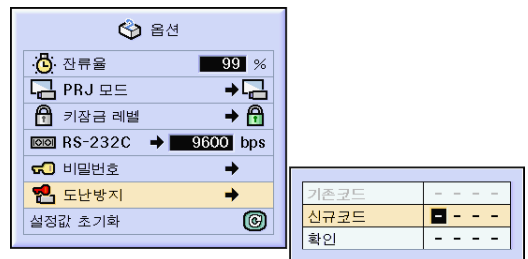 옵션
잔류율 99 %
PRJ 모드
키잠금 레벨
RS-232C 9600 bps
비밀번호
도난방지
설정값 초기화
기존코드 - - - -
신규코드 - - - -
확인 - - - -